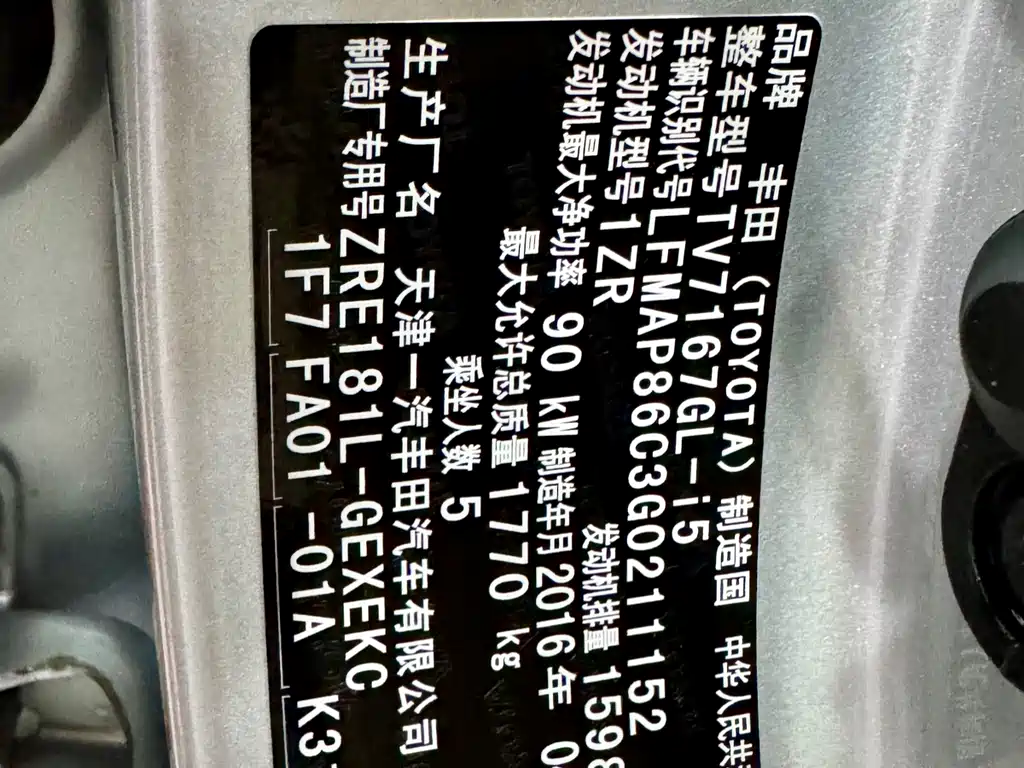 品牌 丰田 (TOYOTA) 制造国 中华人民共
整车型号 TV7167GL-i5
车辆识别代号 LFMAP86C3G0211152
发动机型号 1ZR 发动机排量 1598
发动机最大净功率 90 kW 制造年月 2016年 0
最大允许总质量 1770 kg
乘坐人数 5
生产厂名 天津一汽丰田汽车有限公司
制造厂专用号 ZRE181L-GEXEKC
1F7 FA01 -01A K3